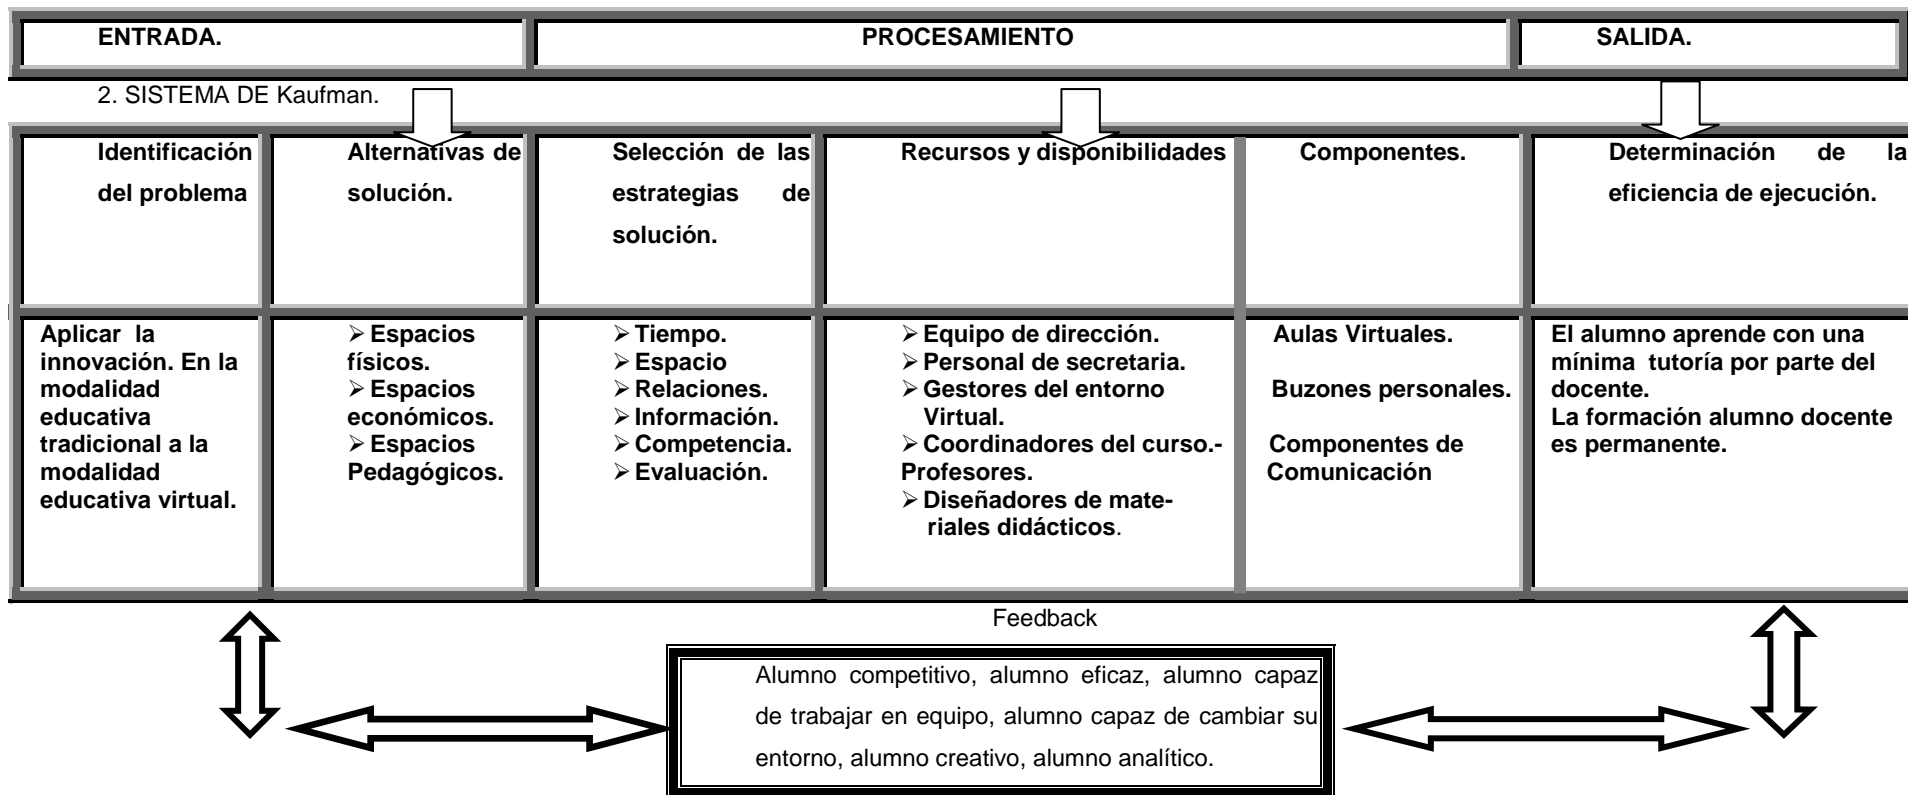 ENTRADA.
PROCESAMIENTO
SALIDA.
2. SISTEMA DE Kaufman.
Identificación
del problema
Alternativas de
solución.
Selección de las
estrategias de
solución.
Recursos y disponibilidades
Componentes.
Determinación de la
eficiencia de ejecución.
Aplicar la
innovación. En la
modalidad
educativa
tradicional a la
modalidad
educativa virtual.
➢ Espacios
físicos.
➢ Espacios
económicos.
➢ Espacios
Pedagógicos.
➢ Tiempo.
➢ Espacio
➢ Relaciones.
➢ Información.
➢ Competencia.
➢ Evaluación.
➢ Equipo de dirección.
➢ Personal de secretaria.
➢ Gestores del entorno
Virtual.
➢ Coordinadores del curso.-
Profesores.
➢ Diseñadores de mate-
riales didácticos.
Aulas Virtuales.
Buzones personales.
Componentes de
Comunicación
El alumno aprende con una
mínima tutoría por parte del
docente.
La formación alumno docente
es permanente.
Feedback
Alumno competitivo, alumno eficaz, alumno capaz
de trabajar en equipo, alumno capaz de cambiar su
entorno, alumno creativo, alumno analítico.